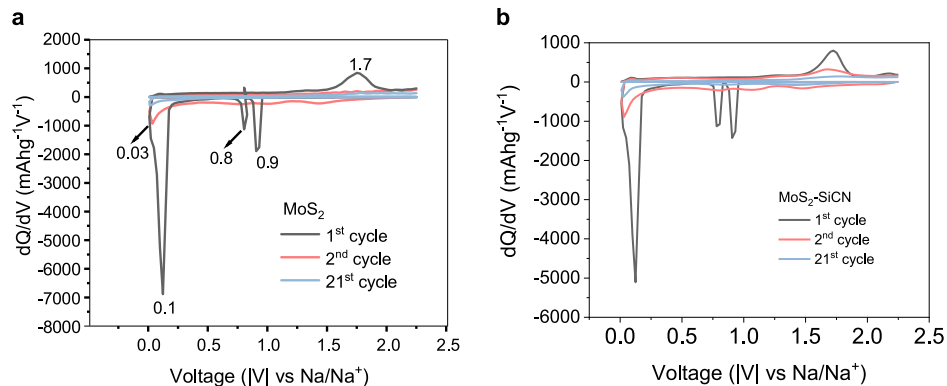 a
2000
1000
0
-1000
-2000
-3000
-4000
-5000
-6000
-7000
-8000
dQ/dV (mAhg⁻¹V⁻¹)
1.7
0.03
0.8
0.9
0.1
MoS₂
1ˢᵗ cycle
2ⁿᵈ cycle
21ˢᵗ cycle
0.0 0.5 1.0 1.5 2.0 2.5
Voltage (|V| vs Na/Na⁺)
b
1000
0
-1000
-2000
-3000
-4000
-5000
-6000
dQ/dV (mAhg⁻¹V⁻¹)
MoS₂-SiCN
1ˢᵗ cycle
2ⁿᵈ cycle
21ˢᵗ cycle
0.0 0.5 1.0 1.5 2.0 2.5
Voltage (|V| vs Na/Na⁺)